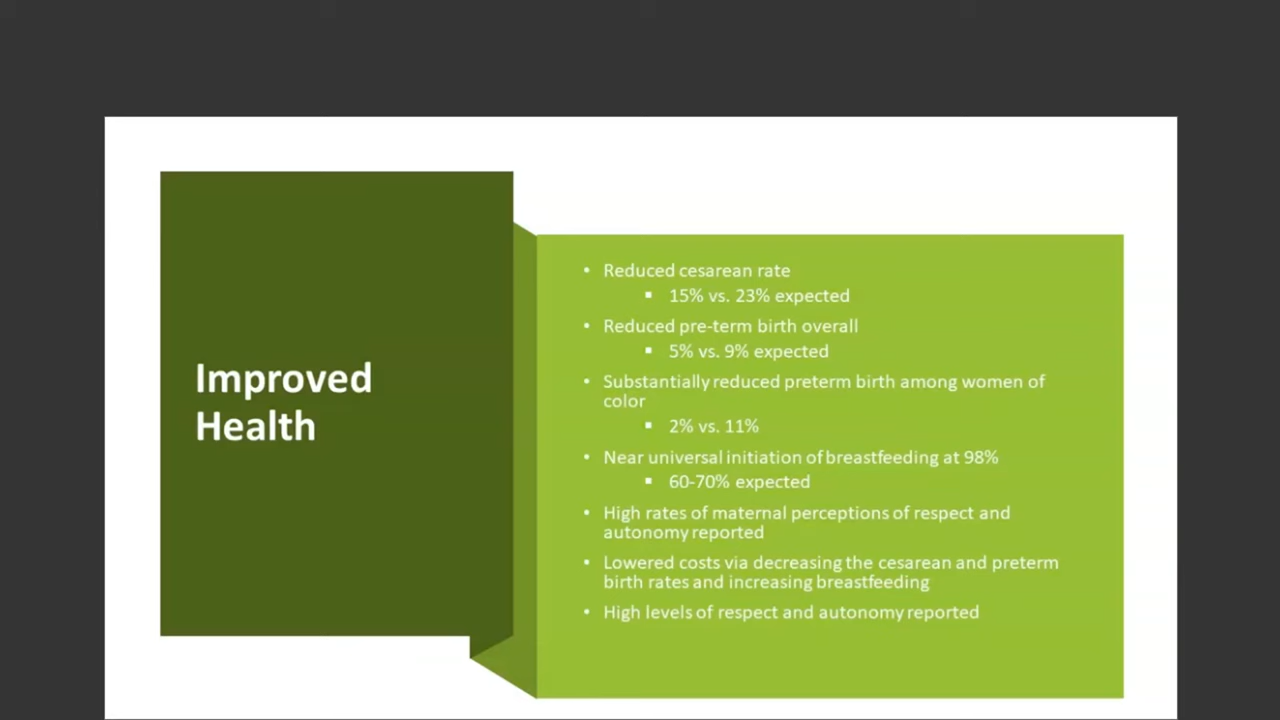 Improved
Health
• Reduced cesarean rate
▪ 15% vs. 23% expected
• Reduced pre-term birth overall
▪ 5% vs. 9% expected
• Substantially reduced preterm birth among women of
color
▪ 2% vs. 11%
• Near universal initiation of breastfeeding at 98%
▪ 60-70% expected
• High rates of maternal perceptions of respect and
autonomy reported
• Lowered costs via decreasing the cesarean and preterm
birth rates and increasing breastfeeding
• High levels of respect and autonomy reported